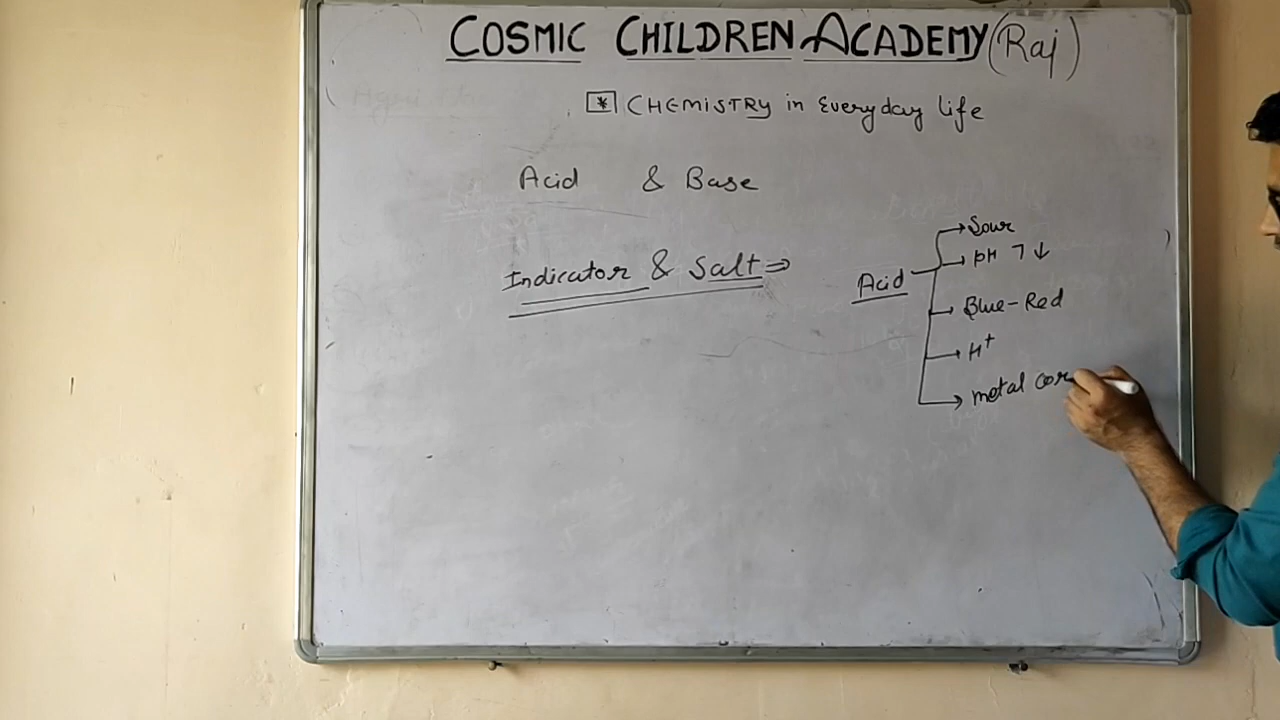 COSMIC CHILDREN ACADEMY (Raj)
* CHEMISTRY in Everyday life
Acid & Base
Indicator & Salt ⇒
Acid
→ Sour
→ pH 7 ↓
→ Blue - Red
→ H⁺
→ metal cor